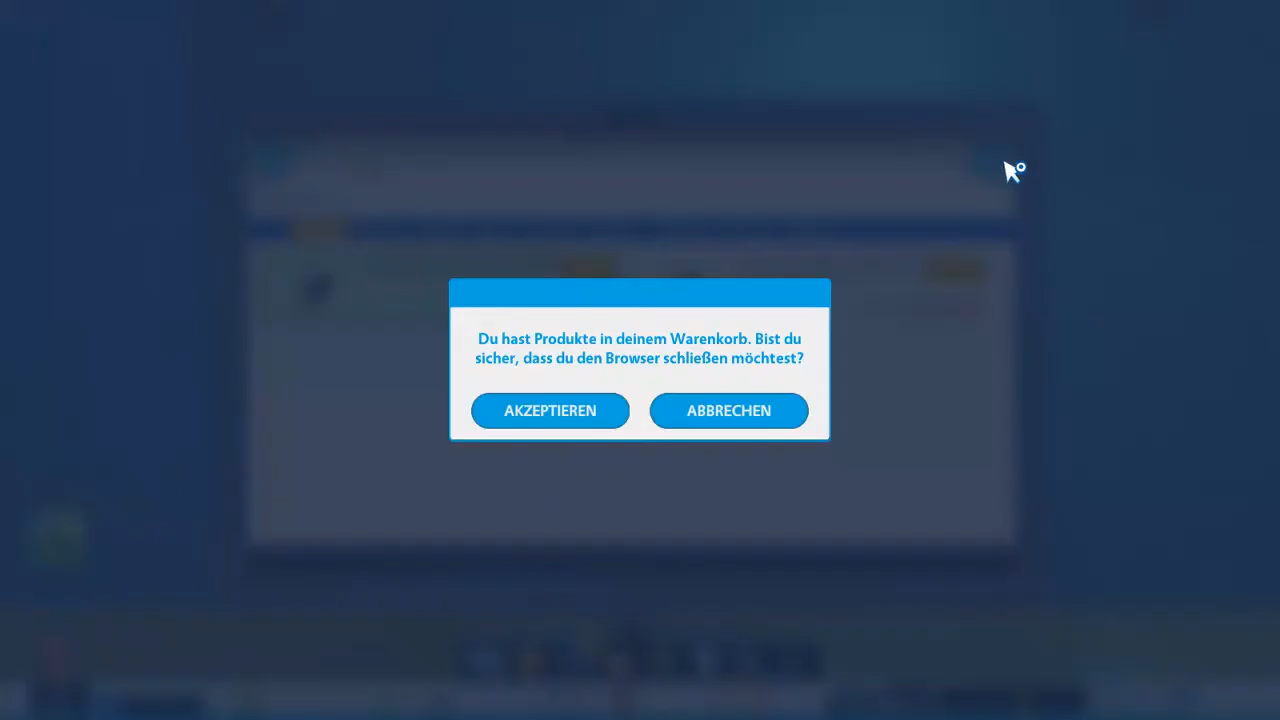 Du hast Produkte in deinem Warenkorb. Bist du
sicher, dass du den Browser schließen möchtest?
AKZEPTIEREN
ABBRECHEN